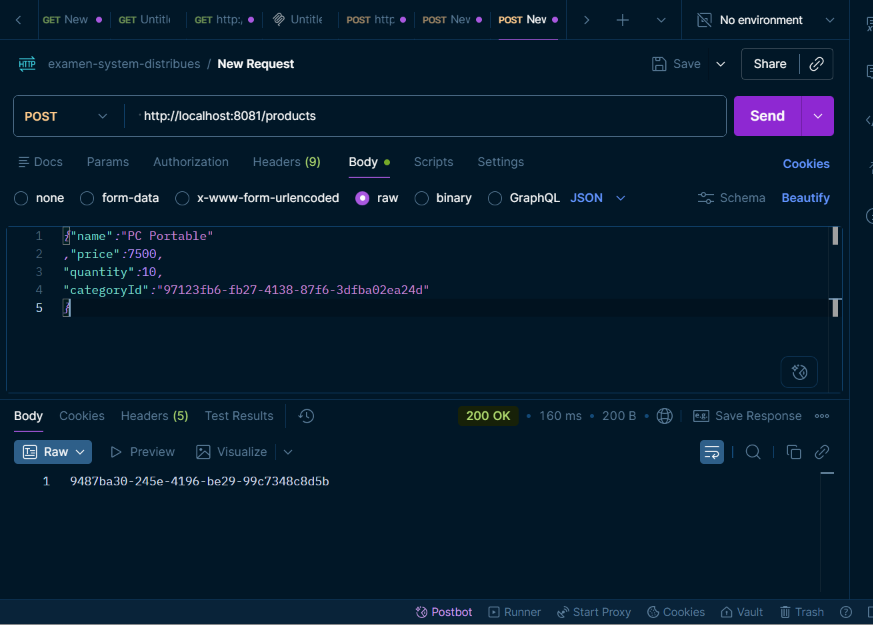 GET New GET Untitl GET http:, Untitle POST http POST Nev POST Nev No environment
HTTP examen-system-distribues / New Request Save Share
POST http://localhost:8081/products Send
Docs Params Authorization Headers (9) Body Scripts Settings Cookies
none form-data x-www-form-urlencoded raw binary GraphQL JSON Schema Beautify
1 {"name":"PC Portable"
2 ,"price":7500,
3 "quantity":10,
4 "categoryId":"97123fb6-fb27-4138-87f6-3dfba02ea24d"
5 }
Body Cookies Headers (5) Test Results 200 OK • 160 ms • 200 B • e.g. Save Response
Raw Preview Visualize
1 9487ba30-245e-4196-be29-99c7348c8d5b
Postbot Runner Start Proxy Cookies Vault Trash